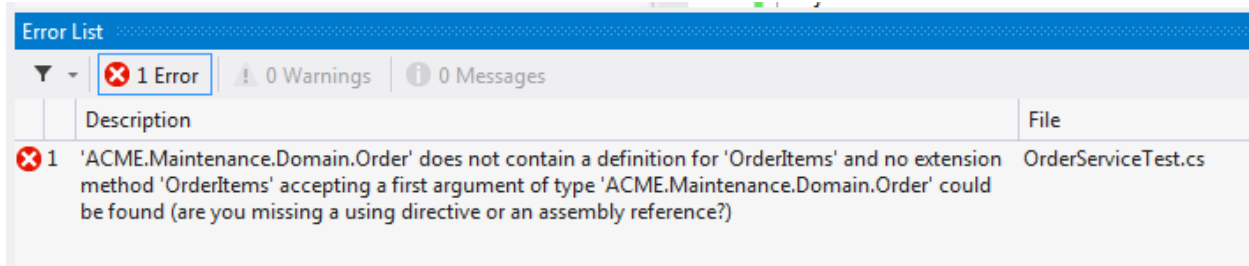 Error List
1 Error 0 Warnings 0 Messages
Description File
1 'ACME.Maintenance.Domain.Order' does not contain a definition for 'OrderItems' and no extension OrderServiceTest.cs
method 'OrderItems' accepting a first argument of type 'ACME.Maintenance.Domain.Order' could
be found (are you missing a using directive or an assembly reference?)